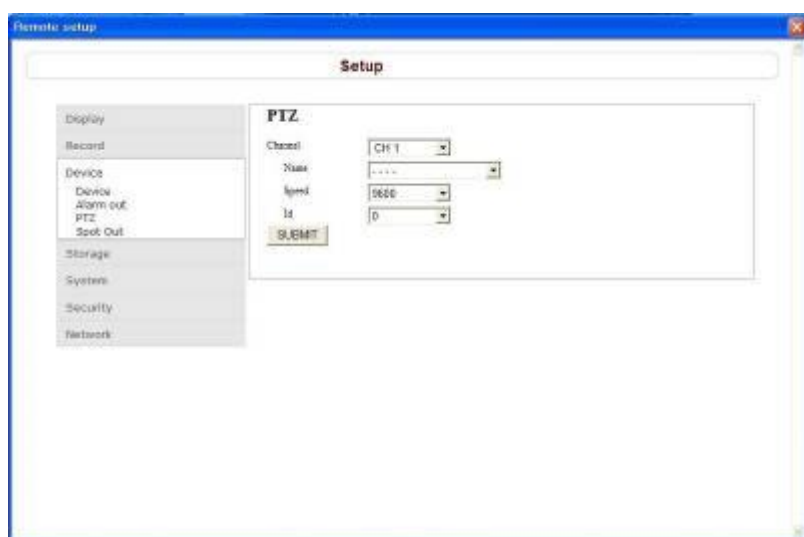 Remote setup
Setup
Display
Record
Device
Device
Alarm out
PTZ
Spot Out
Storage
System
Security
Network
PTZ
Channel CH 1
Name - - - -
Speed 9600
Id 0
SUBMIT